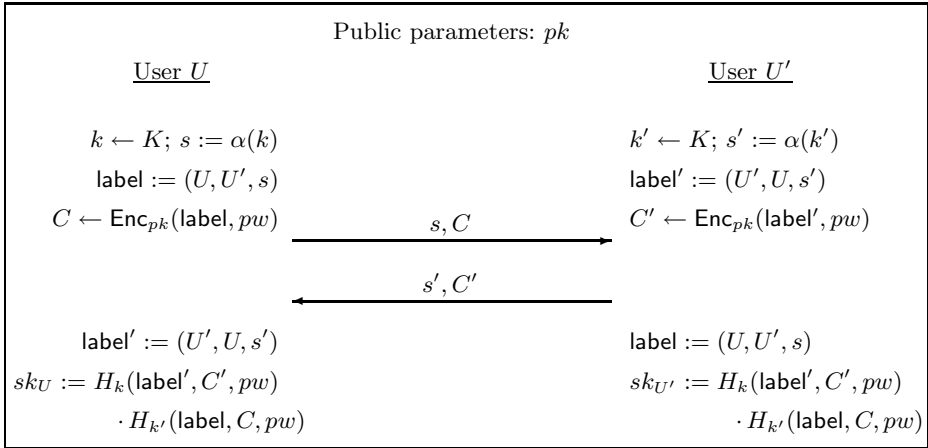 Public parameters: pk
User U
User U′
k ← K; s := α(k)
k′ ← K; s′ := α(k′)
label := (U, U′, s)
label′ := (U′, U, s′)
C ← Enc_pk(label, pw)
C′ ← Enc_pk(label′, pw)
s, C
s′, C′
label′ := (U′, U, s′)
label := (U, U′, s)
sk_U := H_k(label′, C′, pw)
sk_U′ := H_k(label′, C′, pw)
· H_k′(label, C, pw)
· H_k′(label, C, pw)